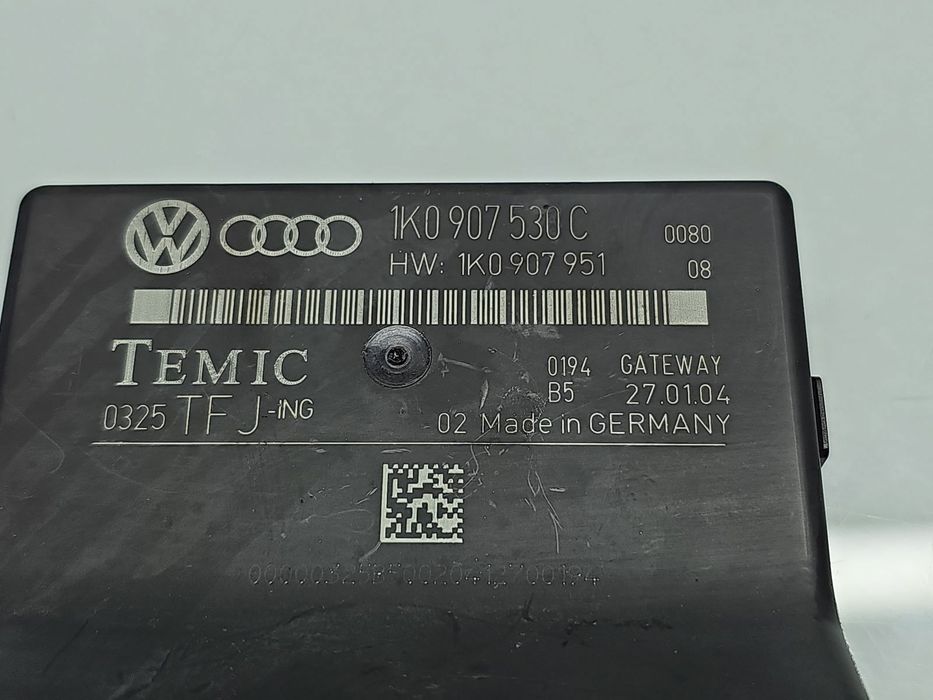 1K0 907 530 C 0080
HW: 1K0 907 951 08
TEMIC
0194 GATEWAY
B5 27.01.04
0325 TFJ-ING
02 Made in GERMANY